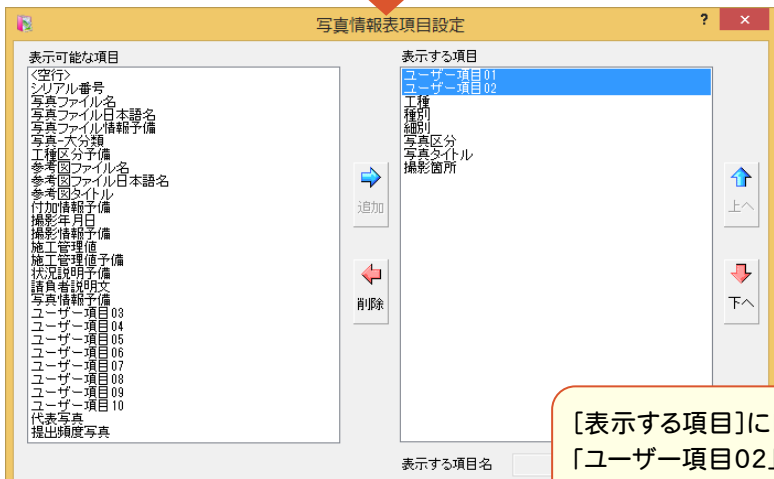 写真情報表項目設定
? ×
表示可能な項目
<空行>
シリアル番号
写真ファイル名
写真ファイル日本語名
写真ファイル情報予備
写真-大分類
工種区分予備
参考図ファイル名
参考図ファイル日本語名
参考図タイトル
付加情報予備
撮影年月日
撮影情報予備
施工管理値
施工管理値予備
状況説明予備
請負者説明文
写真情報予備
ユーザー項目03
ユーザー項目04
ユーザー項目05
ユーザー項目06
ユーザー項目07
ユーザー項目08
ユーザー項目09
ユーザー項目10
代表写真
提出頻度写真
追加
削除
表示する項目
ユーザー項目01
ユーザー項目02
工種
種別
細別
写真区分
写真タイトル
撮影箇所
上へ
下へ
表示する項目名
[表示する項目]に
「ユーザー項目02」